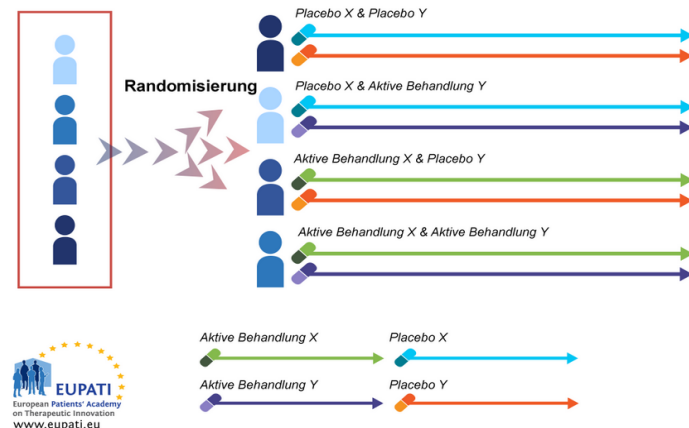 Placebo X & Placebo Y
Randomisierung
Placebo X & Aktive Behandlung Y
Aktive Behandlung X & Placebo Y
Aktive Behandlung X & Aktive Behandlung Y
Aktive Behandlung X
Placebo X
Aktive Behandlung Y
Placebo Y
EUPATI
European Patients' Academy
on Therapeutic Innovation
www.eupati.eu